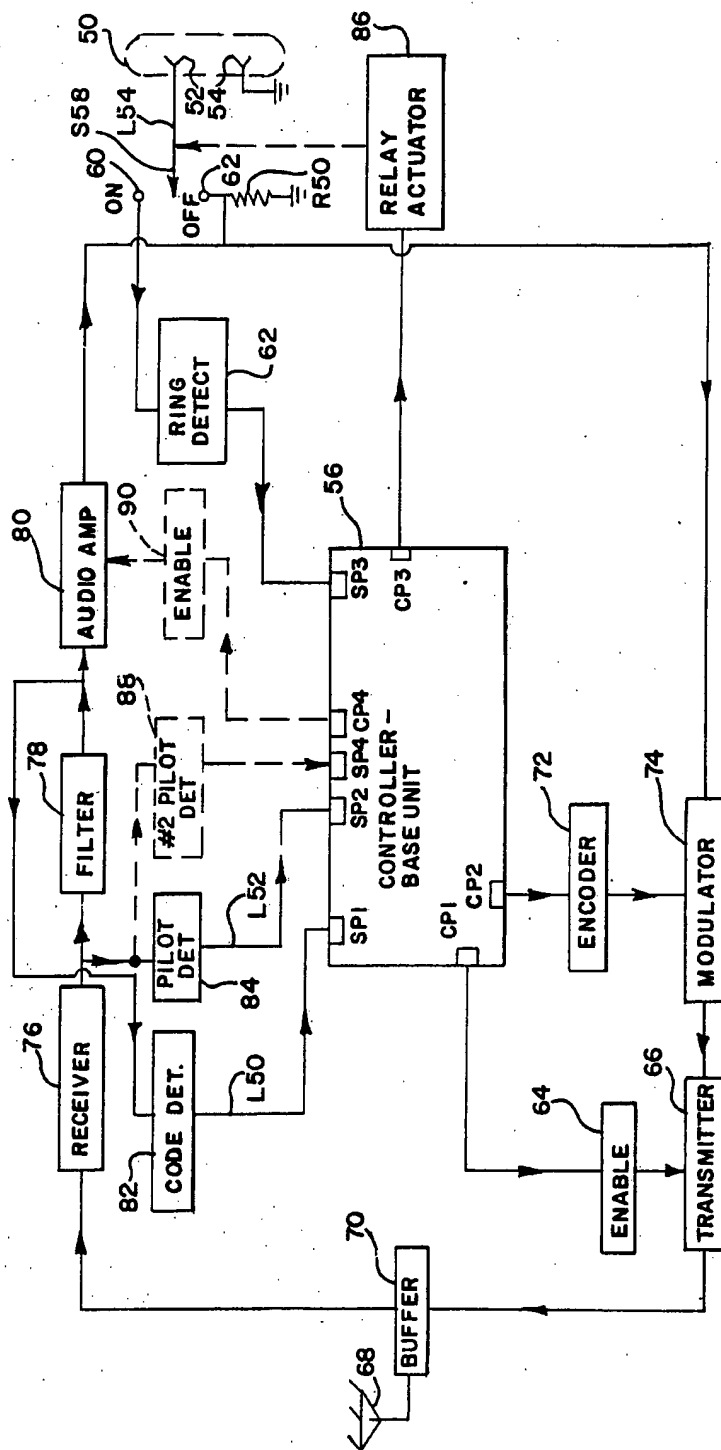 50
52
54
L54
S58
60
ON
OFF
62
R50
86
RELAY
ACTUATOR
RING
DETECT
62
80
AUDIO AMP
90
ENABLE
56
SP3
CP3
78
FILTER
88
#2 PILOT
DET
PILOT
DET
84
L52
CP4
SP4
SP2
SP1
CONTROLLER-
BASE UNIT
CP1
CP2
76
RECEIVER
82
CODE DET.
L50
72
ENCODER
74
MODULATOR
64
ENABLE
66
TRANSMITTER
70
BUFFER
68